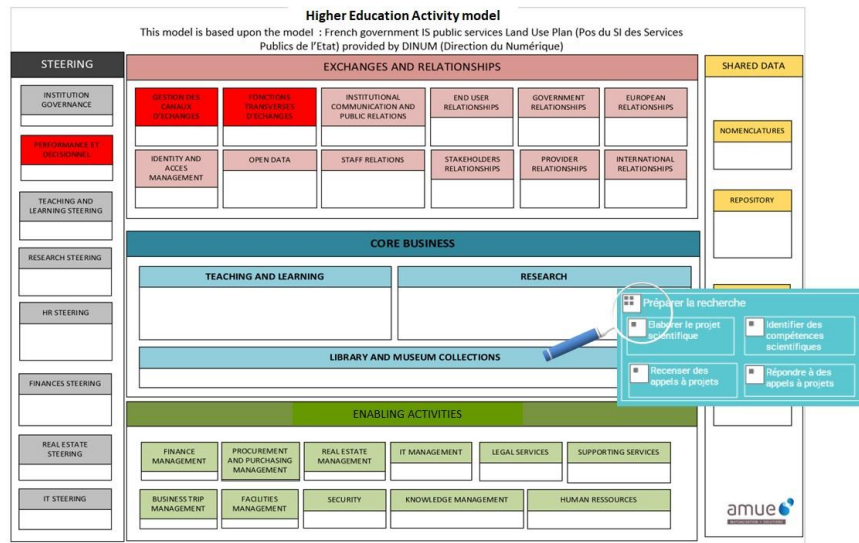 Higher Education Activity model
This model is based upon the model : French government IS public services Land Use Plan (Pos du SI des Services
Publics de l'Etat) provided by DINUM (Direction du Numérique)
STEERING
INSTITUTION
GOVERNANCE
PERFORMANCE ET
DECISIONNEL
TEACHING AND
LEARNING STEERING
RESEARCH STEERING
HR STEERING
FINANCES STEERING
REAL ESTATE
STEERING
IT STEERING
EXCHANGES AND RELATIONSHIPS
GESTION DES
CANAUX
D'ECHANGES
FONCTIONS
TRANSVERSES
D'ECHANGES
INSTITUTIONAL
COMMUNICATION AND
PUBLIC RELATIONS
END USER
RELATIONSHIPS
GOVERNMENT
RELATIONSHIPS
EUROPEAN
RELATIONSHIPS
IDENTITY AND
ACCES
MANAGEMENT
OPEN DATA
STAFF RELATIONS
STAKEHOLDERS
RELATIONSHIPS
PROVIDER
RELATIONSHIPS
INTERNATIONAL
RELATIONSHIPS
CORE BUSINESS
TEACHING AND LEARNING
RESEARCH
LIBRARY AND MUSEUM COLLECTIONS
ENABLING ACTIVITIES
FINANCE
MANAGEMENT
PROCUREMENT
AND PURCHASING
MANAGEMENT
REAL ESTATE
MANAGEMENT
IT MANAGEMENT
LEGAL SERVICES
SUPPORTING SERVICES
BUSINESS TRIP
MANAGEMENT
FACILITIES
MANAGEMENT
SECURITY
KNOWLEDGE MANAGEMENT
HUMAN RESSOURCES
SHARED DATA
NOMENCLATURES
REPOSITORY
Préparer la recherche
Elaborer le projet
scientifique
Identifier des
compétences
scientifiques
Recenser des
appels à projets
Répondre à des
appels à projets
amue
MUTUALISATION + SOLUTIONS